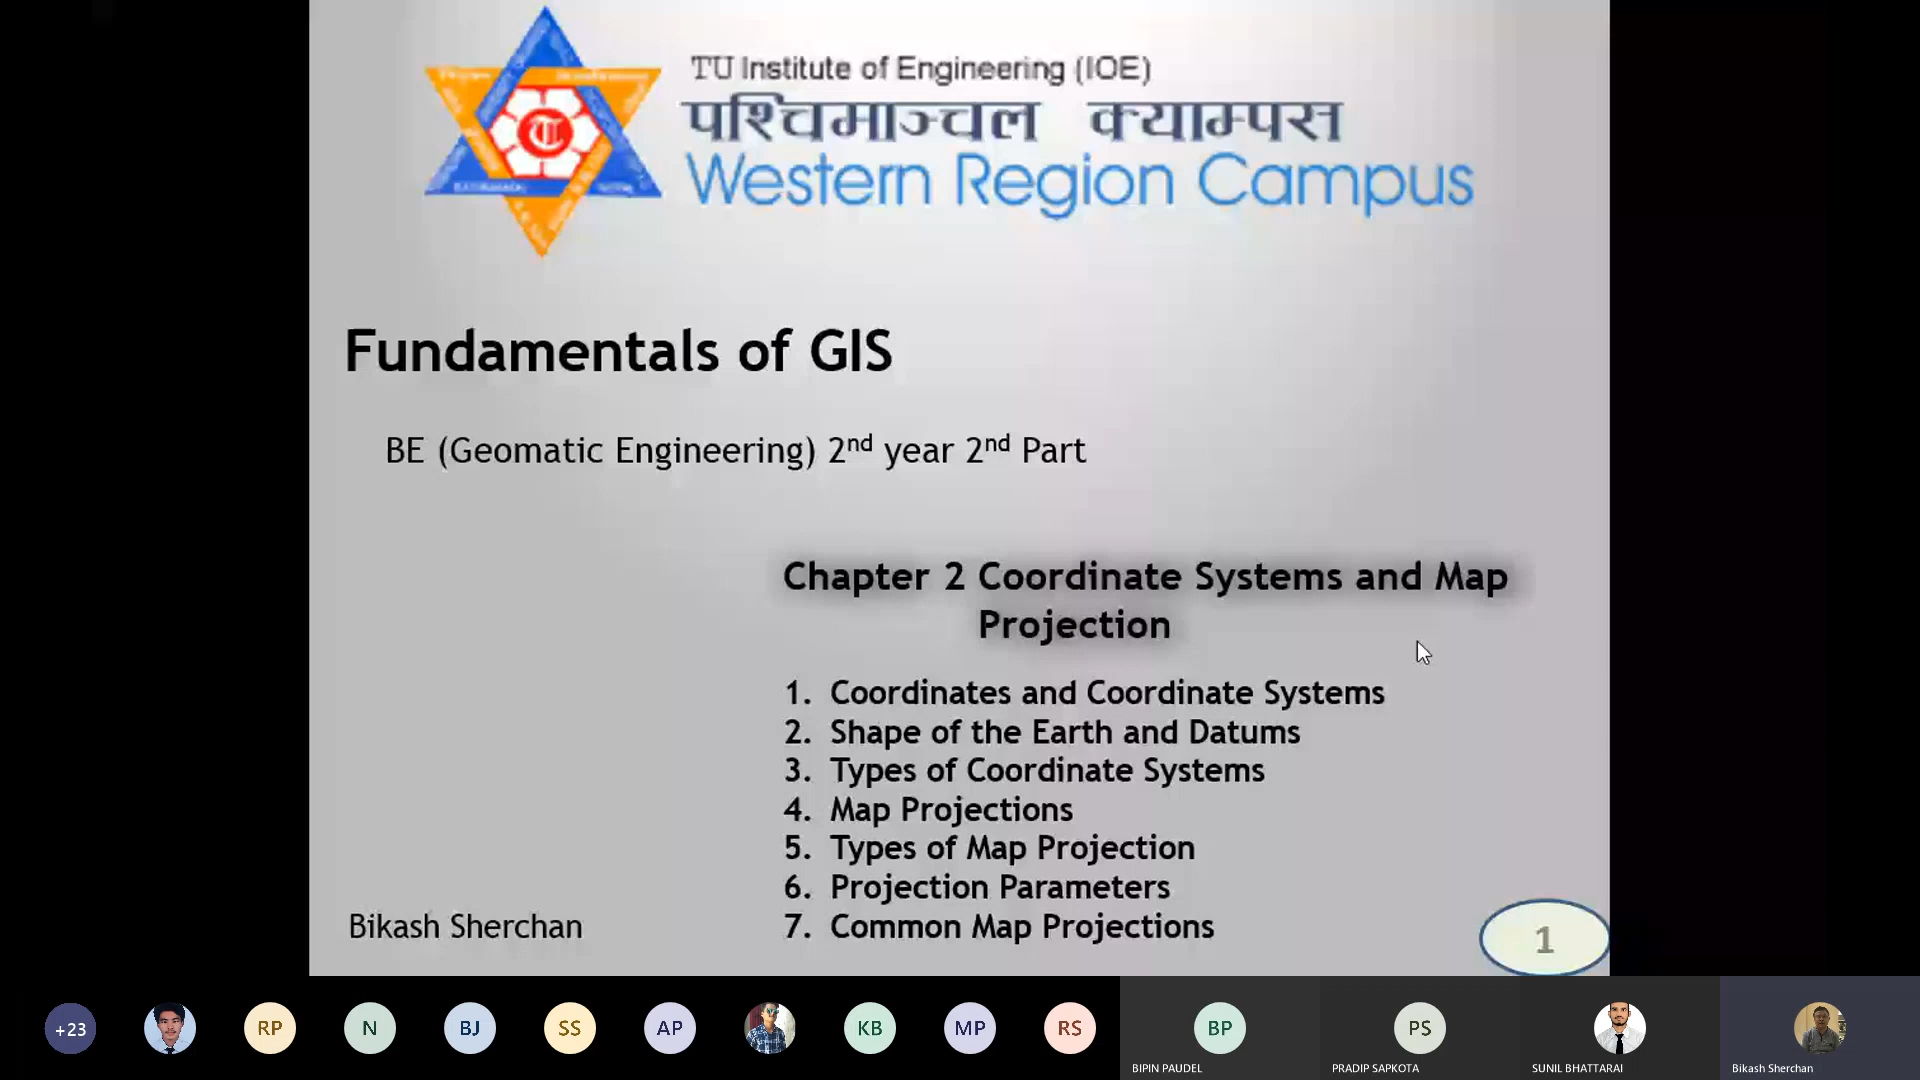 TU Institute of Engineering (IOE)
पश्चिमाञ्चल क्याम्पस
Western Region Campus
Fundamentals of GIS
BE (Geomatic Engineering) 2nd year 2nd Part
Chapter 2 Coordinate Systems and Map
Projection
1. Coordinates and Coordinate Systems
2. Shape of the Earth and Datums
3. Types of Coordinate Systems
4. Map Projections
5. Types of Map Projection
6. Projection Parameters
7. Common Map Projections
Bikash Sherchan
1
+23
RP
N
BJ
SS
AP
KB
MP
RS
BP
PS
BIPIN PAUDEL
PRADIP SAPKOTA
SUNIL BHATTARAI
Bikash Sherchan